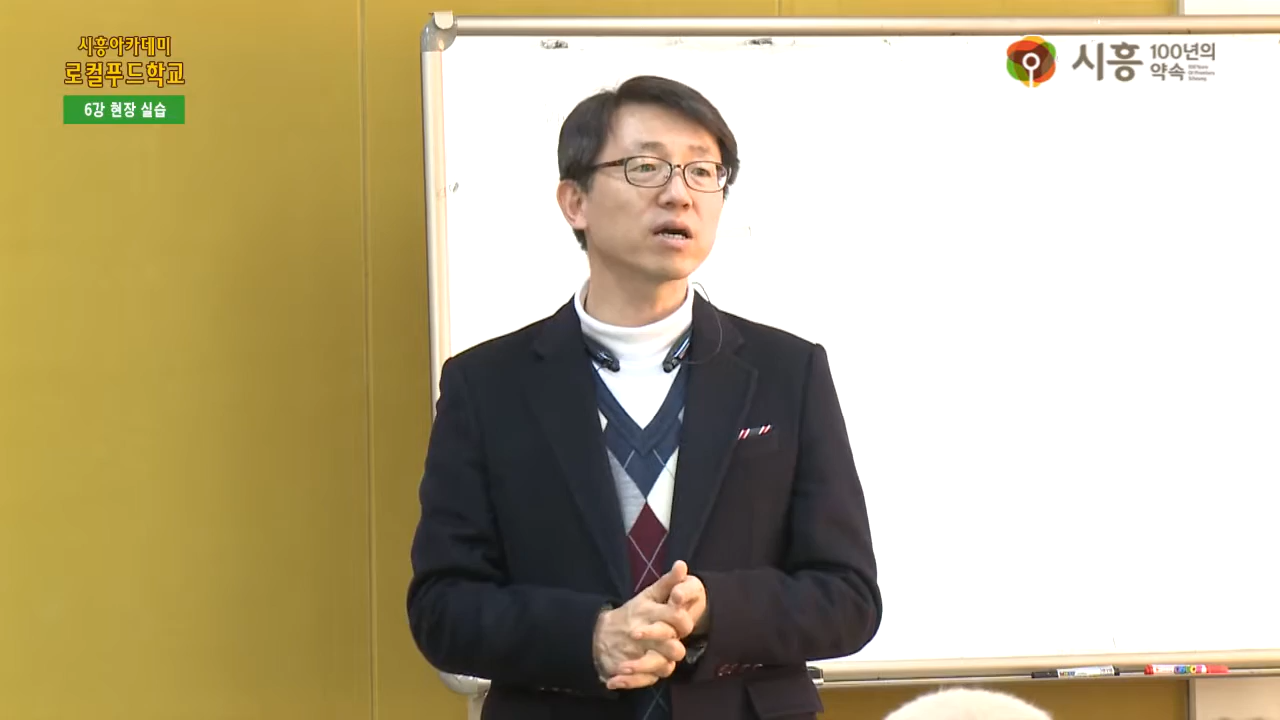 시흥아카데미
로컬푸드학교
6강 현장 실습
시흥
100년의
약속